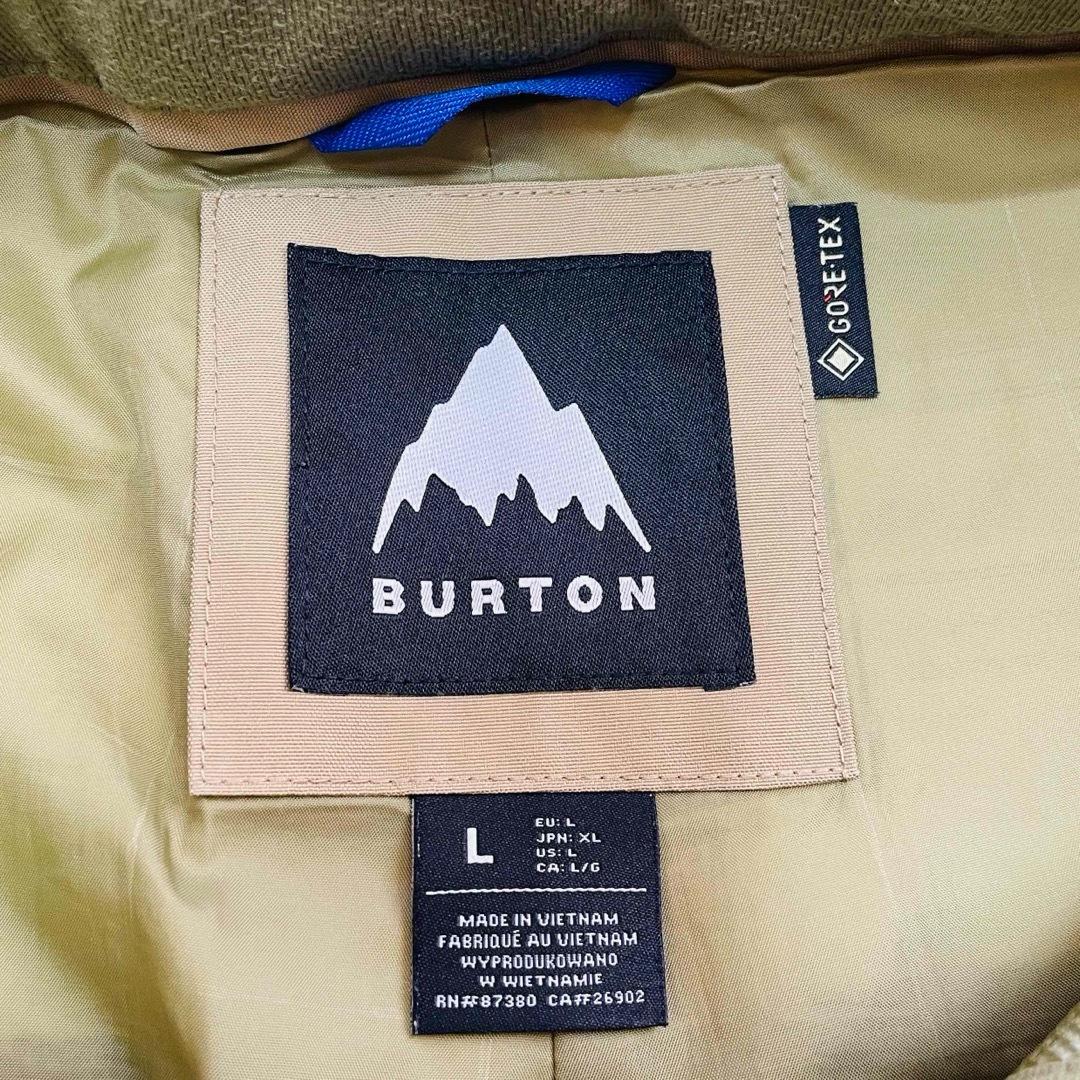 GORE-TEX
BURTON
L
EU: L
JPN: XL
US: L
CA: L/G
MADE IN VIETNAM
FABRIQUÉ AU VIETNAM
WYPRODUKOWANO
W WIETNAMIE
RN#87380 CA#26902